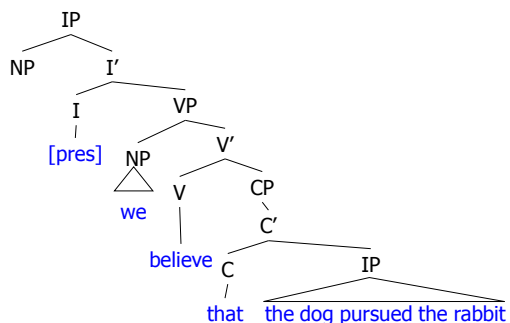 IP
NP I'
I VP
[pres] NP V'
we V CP
believe C'
C IP
that the dog pursued the rabbit